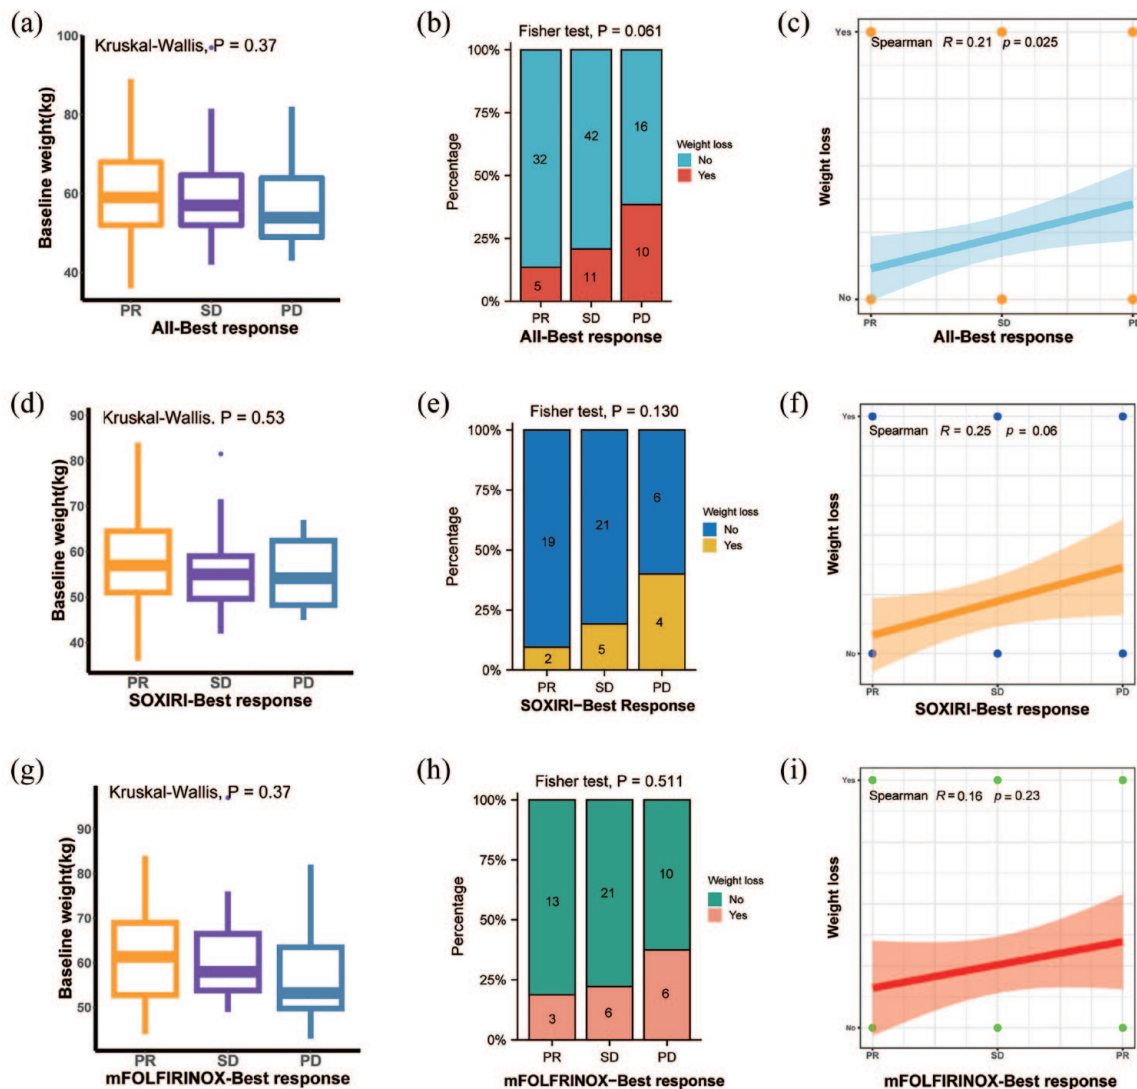 (a)
Kruskal-Wallis, P = 0.37
Baseline weight(kg)
100
80
60
40
PR SD PD
All-Best response
(b)
Fisher test, P = 0.061
Percentage
100%
75%
50%
25%
0%
32
42
16
5
11
10
Weight loss
No
Yes
PR SD PD
All-Best response
(c)
Spearman R = 0.21 p = 0.025
Weight loss
Yes
No
PR SD PD
All-Best response
(d)
Kruskal-Wallis. P = 0.53
Baseline weight(kg)
90
80
70
60
50
40
PR SD PD
SOXIRI-Best response
(e)
Fisher test, P = 0.130
Percentage
100%
75%
50%
25%
0%
19
21
6
2
5
4
Weight loss
No
Yes
PR SD PD
SOXIRI-Best Response
(f)
Spearman R = 0.25 p = 0.06
Weight loss
Yes
No
PR SD PD
SOXIRI-Best response
(g)
Kruskal-Wallis, P = 0.37
Baseline weight(kg)
90
80
70
60
50
PR SD PD
mFOLFIRINOX-Best response
(h)
Fisher test, P = 0.511
Percentage
100%
75%
50%
25%
0%
13
21
10
3
6
6
Weight loss
No
Yes
PR SD PD
mFOLFRINOX-Best response
(i)
Spearman R = 0.16 p = 0.23
Weight loss
Yes
No
PR SD PR
mFOLFIRINOX-Best response